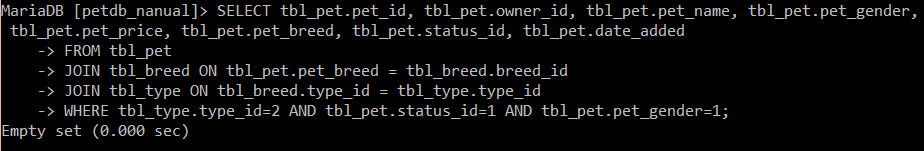 MariaDB [petdb_nanual]> SELECT tbl_pet.pet_id, tbl_pet.owner_id, tbl_pet.pet_name, tbl_pet.pet_gender,
tbl_pet.pet_price, tbl_pet.pet_breed, tbl_pet.status_id, tbl_pet.date_added
-> FROM tbl_pet
-> JOIN tbl_breed ON tbl_pet.pet_breed = tbl_breed.breed_id
-> JOIN tbl_type ON tbl_breed.type_id = tbl_type.type_id
-> WHERE tbl_type.type_id=2 AND tbl_pet.status_id=1 AND tbl_pet.pet_gender=1;
Empty set (0.000 sec)